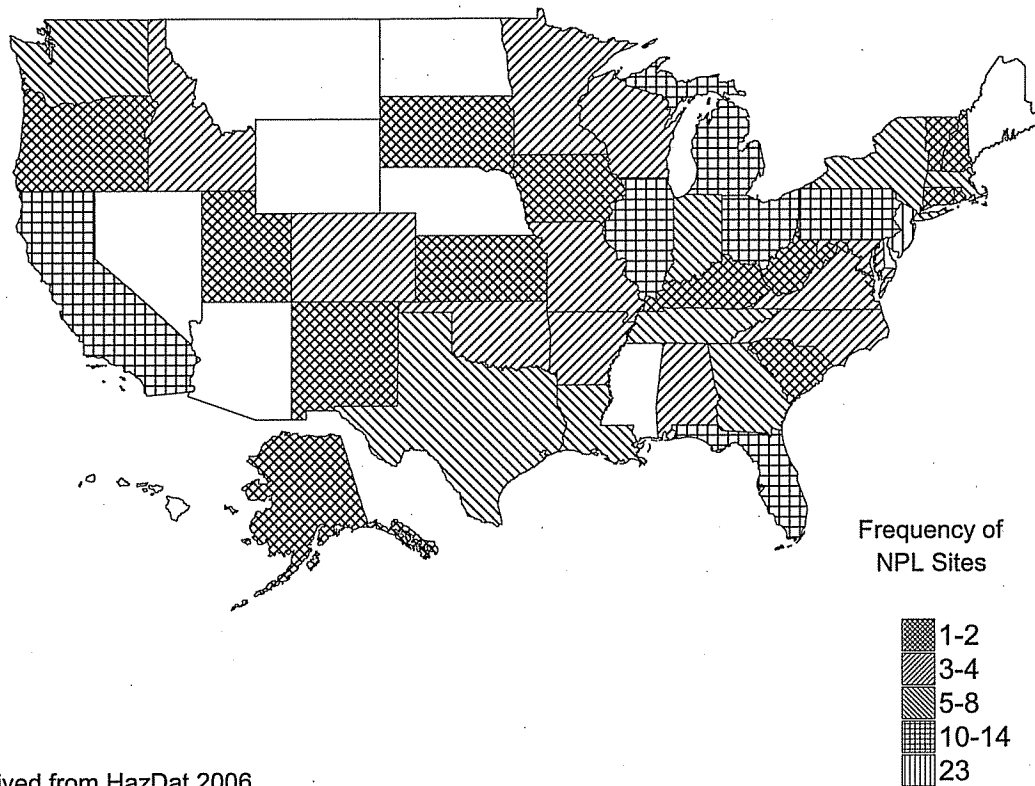 Frequency of
NPL Sites
1-2
3-4
5-8
10-14
23
ived from HazDat 2006